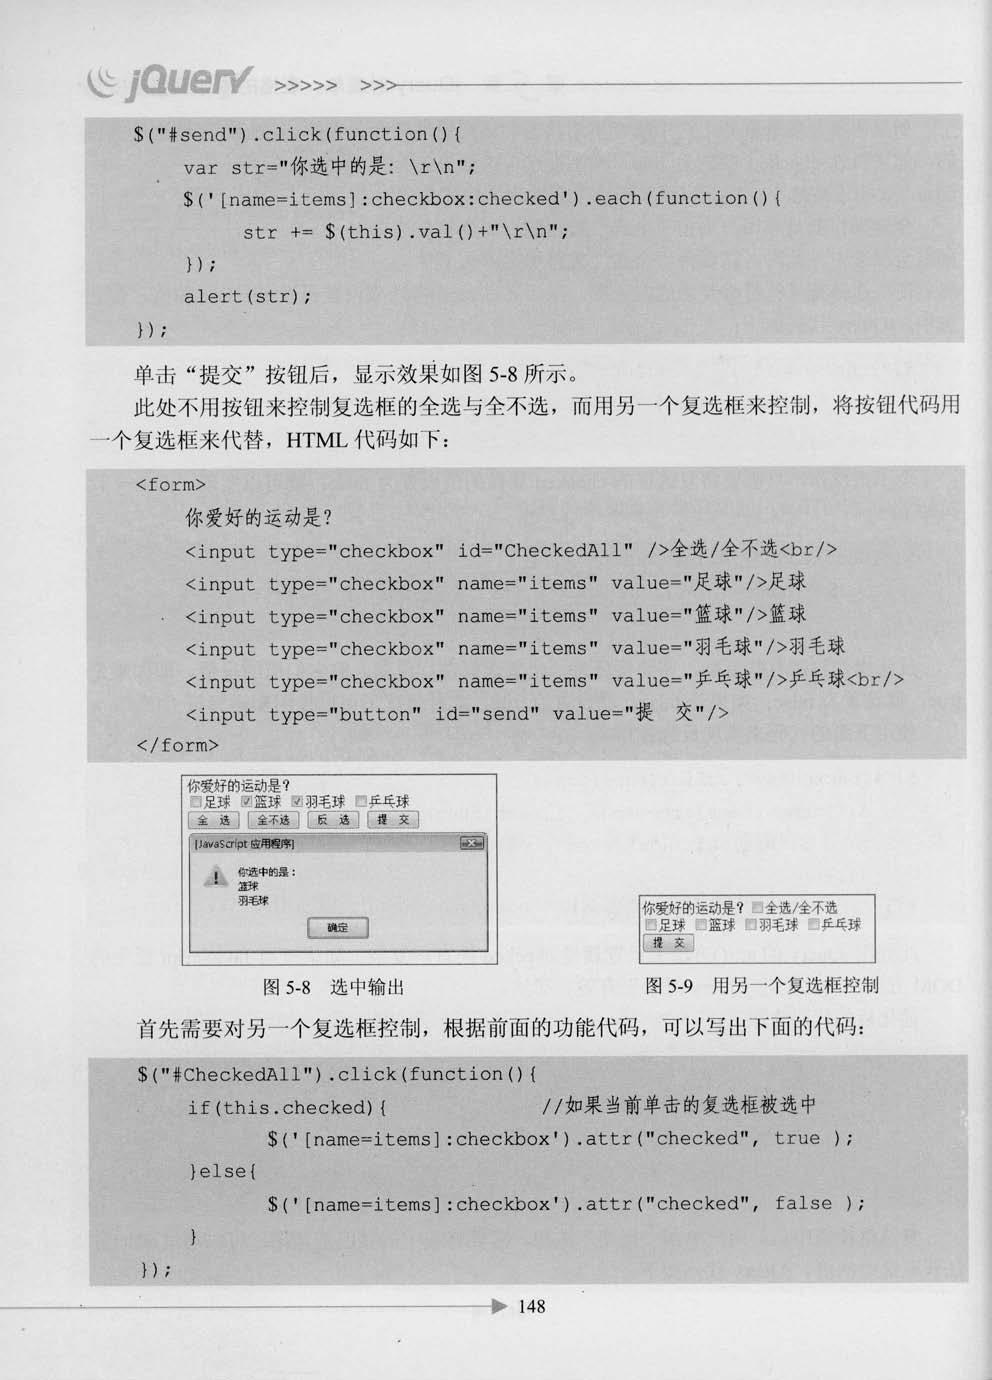 jQuery >>>>> >>>
$("#send").click(function(){
var str="你选中的是: \r\n";
$('[name=items]:checkbox:checked').each(function(){
str += $(this).val()+"\r\n";
});
alert(str);
});
单击“提交”按钮后，显示效果如图 5-8 所示。
此处不用按钮来控制复选框的全选与全不选，而用另一个复选框来控制，将按钮代码用
一个复选框来代替，HTML 代码如下：
<form>
你爱好的运动是?
<input type="checkbox" id="CheckedAll" />全选/全不选<br/>
<input type="checkbox" name="items" value="足球"/>足球
<input type="checkbox" name="items" value="篮球"/>篮球
<input type="checkbox" name="items" value="羽毛球"/>羽毛球
<input type="checkbox" name="items" value="乒乓球"/>乒乓球<br/>
<input type="button" id="send" value="提 交"/>
</form>
你爱好的运动是?
足球 篮球 羽毛球 乒乓球
全 选 全不选 反 选 提 交
[JavaScript 应用程序]
你选中的是：
篮球
羽毛球
确定
图 5-8 选中输出
你爱好的运动是? 全选/全不选
足球 篮球 羽毛球 乒乓球
提 交
图 5-9 用另一个复选框控制
首先需要对另一个复选框控制，根据前面的功能代码，可以写出下面的代码：
$("#CheckedAll").click(function(){
if(this.checked){ //如果当前单击的复选框被选中
$('[name=items]:checkbox').attr("checked", true );
}else{
$('[name=items]:checkbox').attr("checked", false );
}
});
148